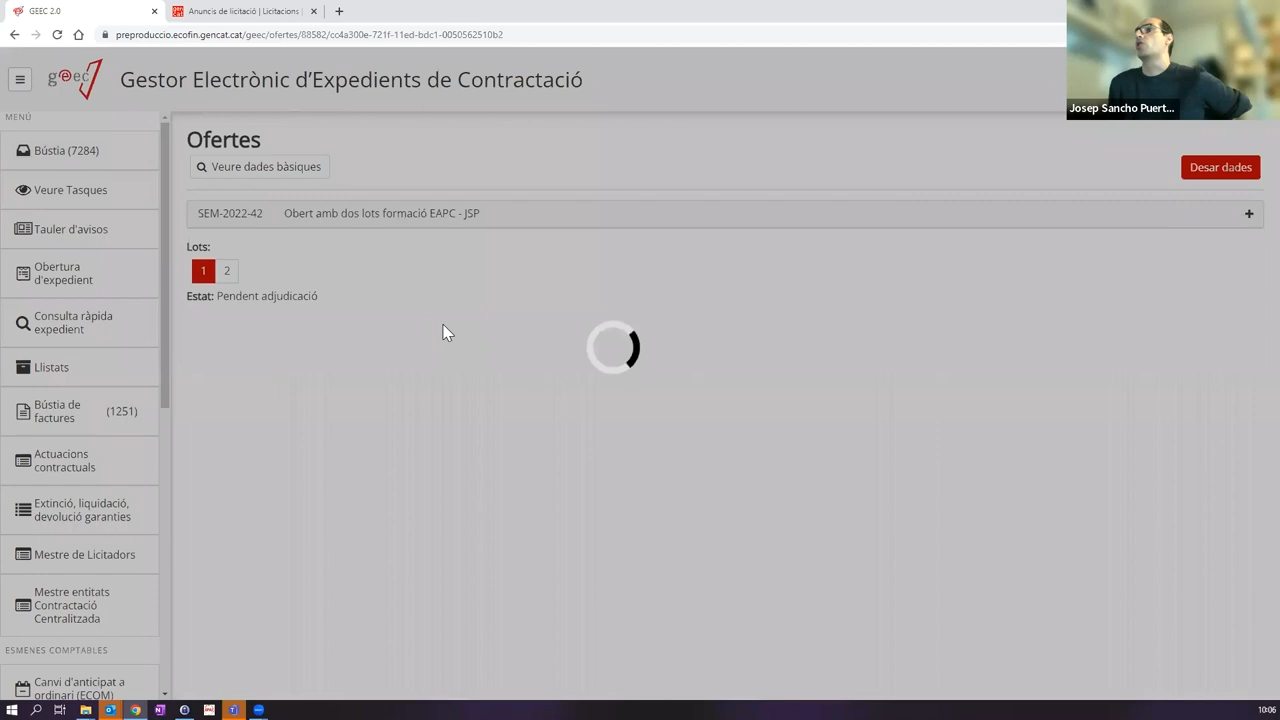 GEEC 2.0
Anuncis de licitació | Licitacions
preproduccio.ecofin.gencat.cat/geec/ofertes/88582/cc4a300e-721f-11ed-bdc1-0050562510b2
geec
Gestor Electrònic d'Expedients de Contractació
Josep Sancho Puert...
MENÚ
Bústia (7284)
Veure Tasques
Tauler d'avisos
Obertura
d'expedient
Consulta ràpida
expedient
Llistats
Bústia de
factures (1251)
Actuacions
contractuals
Extinció, liquidació,
devolució garanties
Mestre de Licitadors
Mestre entitats
Contractació
Centralitzada
ESMENES COMPTABLES
Canvi d'anticipat a
ordinari (ECOM)
Ofertes
Veure dades bàsiques
Desar dades
SEM-2022-42 Obert amb dos lots formació EAPC - JSP
Lots:
1 2
Estat: Pendent adjudicació
10:06